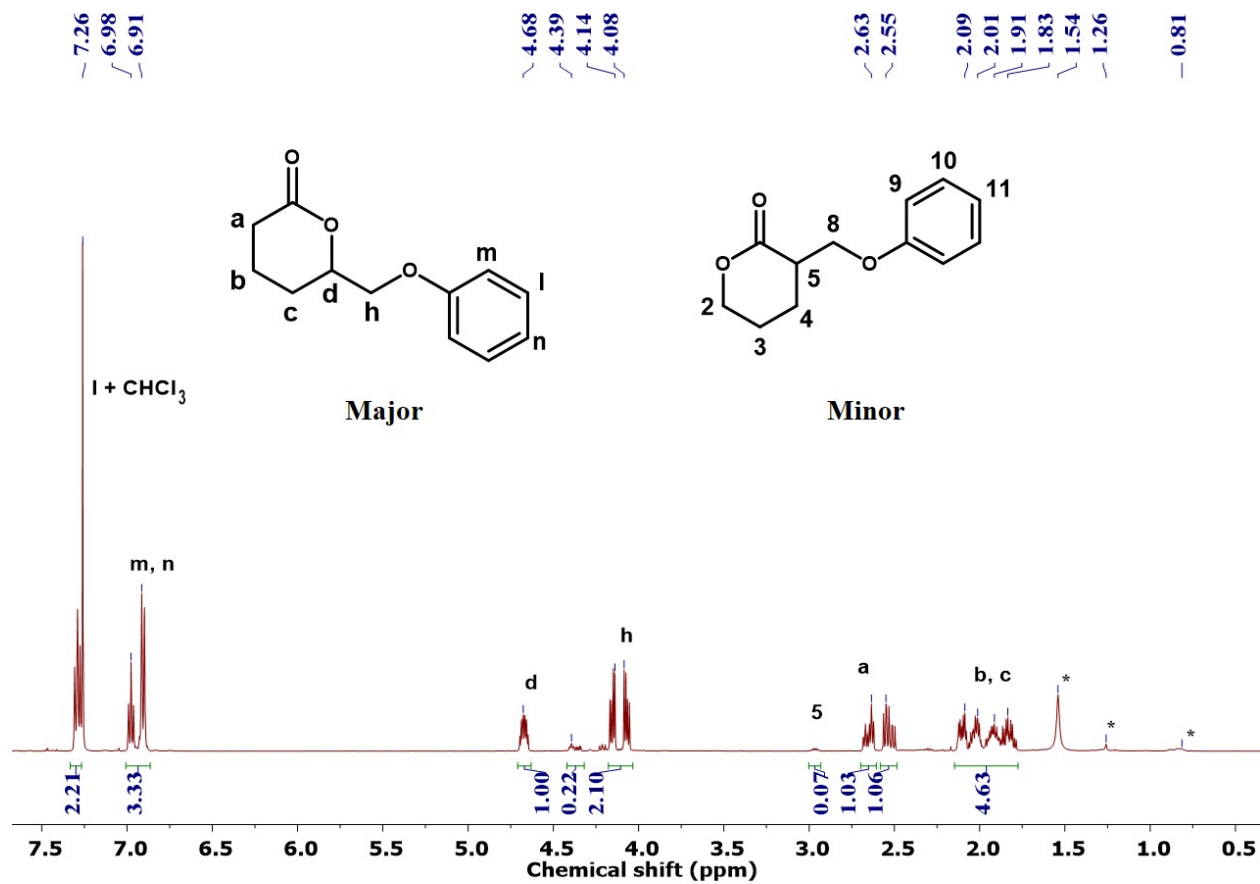 7.26 6.98 6.91 4.68 4.39 4.14 4.08 2.63 2.55 2.09 2.01 1.91 1.83 1.54 1.26 0.81
O
O
a
b
c
d
h
O
m
l
n
Major
O
O
2
3
4
5
8
O
9
10
11
Minor
l + CHCl3
m, n
d
h
5
a
b, c
*
*
*
2.21 3.33 1.00 0.22 2.10 0.07 1.03 1.06 4.63
7.5 7.0 6.5 6.0 5.5 5.0 4.5 4.0 3.5 3.0 2.5 2.0 1.5 1.0 0.5
Chemical shift (ppm)